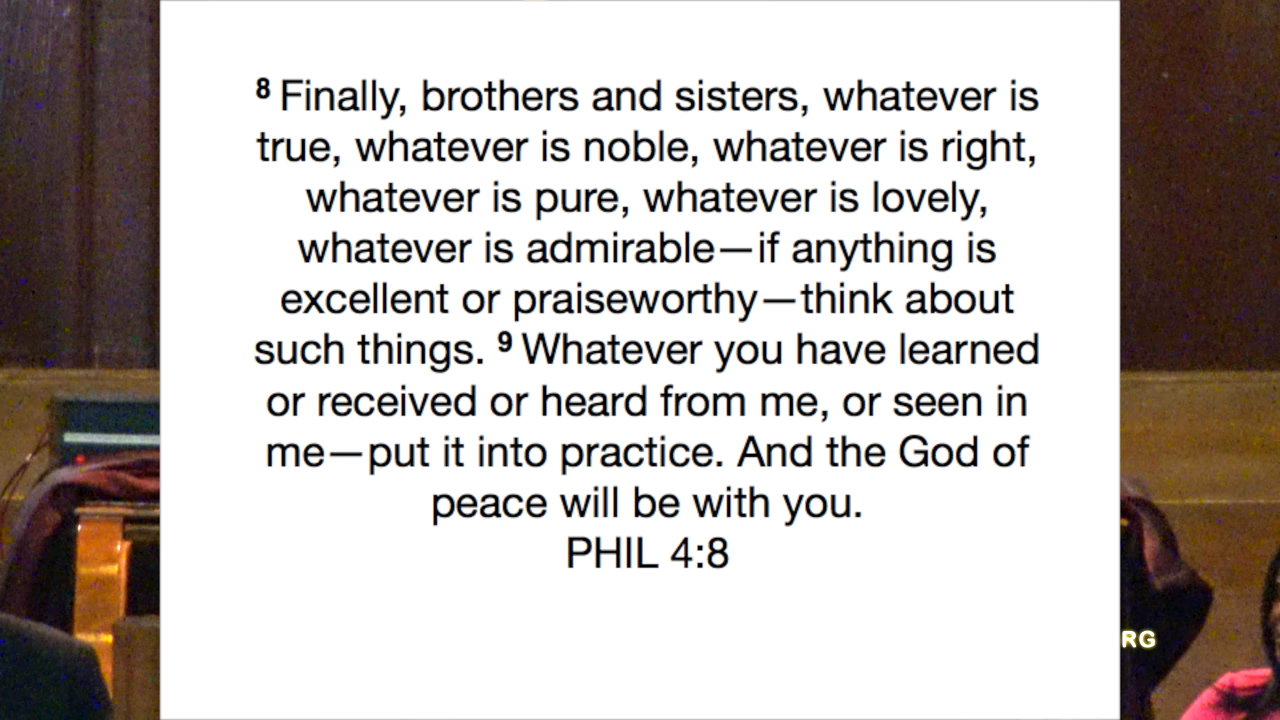 8 Finally, brothers and sisters, whatever is
true, whatever is noble, whatever is right,
whatever is pure, whatever is lovely,
whatever is admirable—if anything is
excellent or praiseworthy—think about
such things. 9 Whatever you have learned
or received or heard from me, or seen in
me—put it into practice. And the God of
peace will be with you.
PHIL 4:8
RG